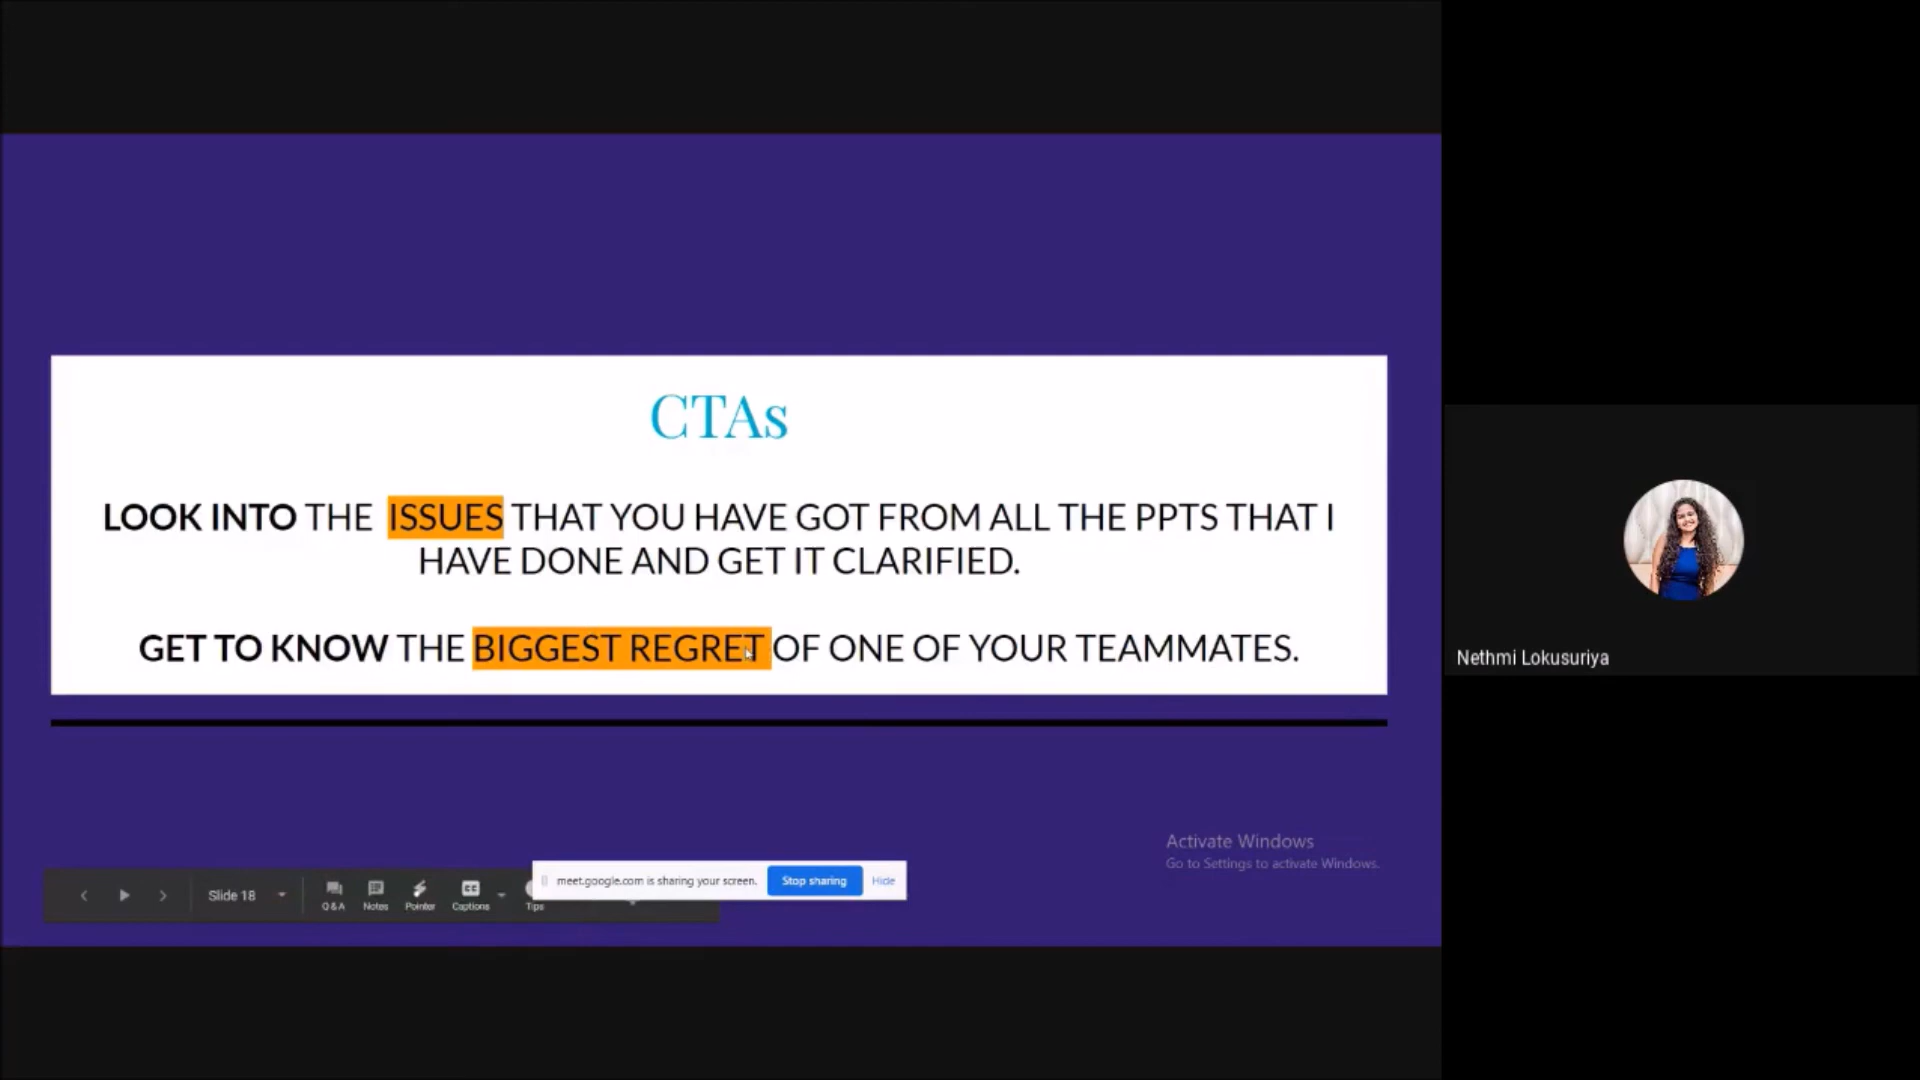 CTAs
LOOK INTO THE ISSUES THAT YOU HAVE GOT FROM ALL THE PPTS THAT I
HAVE DONE AND GET IT CLARIFIED.
GET TO KNOW THE BIGGEST REGRET OF ONE OF YOUR TEAMMATES.
Nethmi Lokusuriya
Activate Windows
Go to Settings to activate Windows.
meet.google.com is sharing your screen. Stop sharing Hide
Slide 18
Q&A Notes Pointer Captions Tips